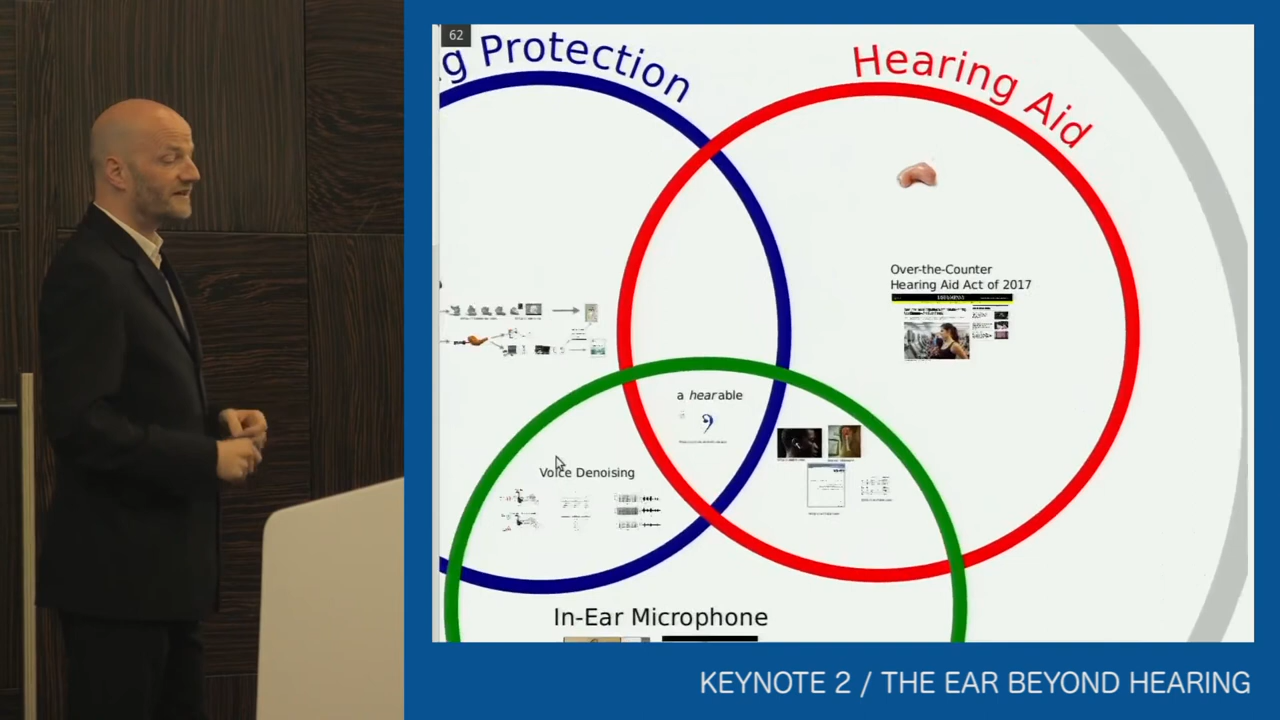 62
g Protection
Hearing Aid
Over-the-Counter
Hearing Aid Act of 2017
a hearable
Voice Denoising
In-Ear Microphone
KEYNOTE 2 / THE EAR BEYOND HEARING